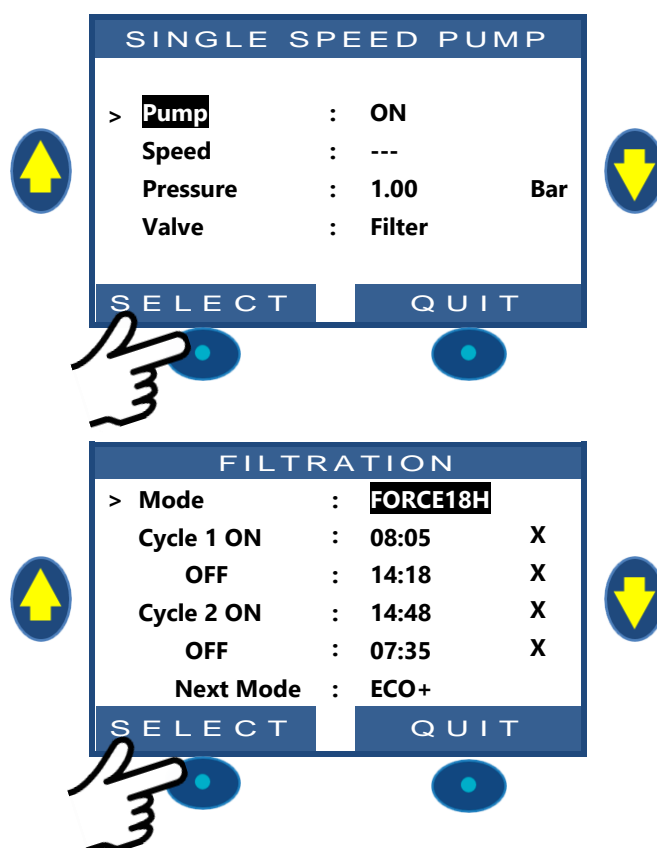 SINGLE SPEED PUMP
> Pump : ON
Speed : ---
Pressure : 1.00 Bar
Valve : Filter
SELECT QUIT
FILTRATION
> Mode : FORCE18H
Cycle 1 ON : 08:05 X
OFF : 14:18 X
Cycle 2 ON : 14:48 X
OFF : 07:35 X
Next Mode : ECO+
SELECT QUIT